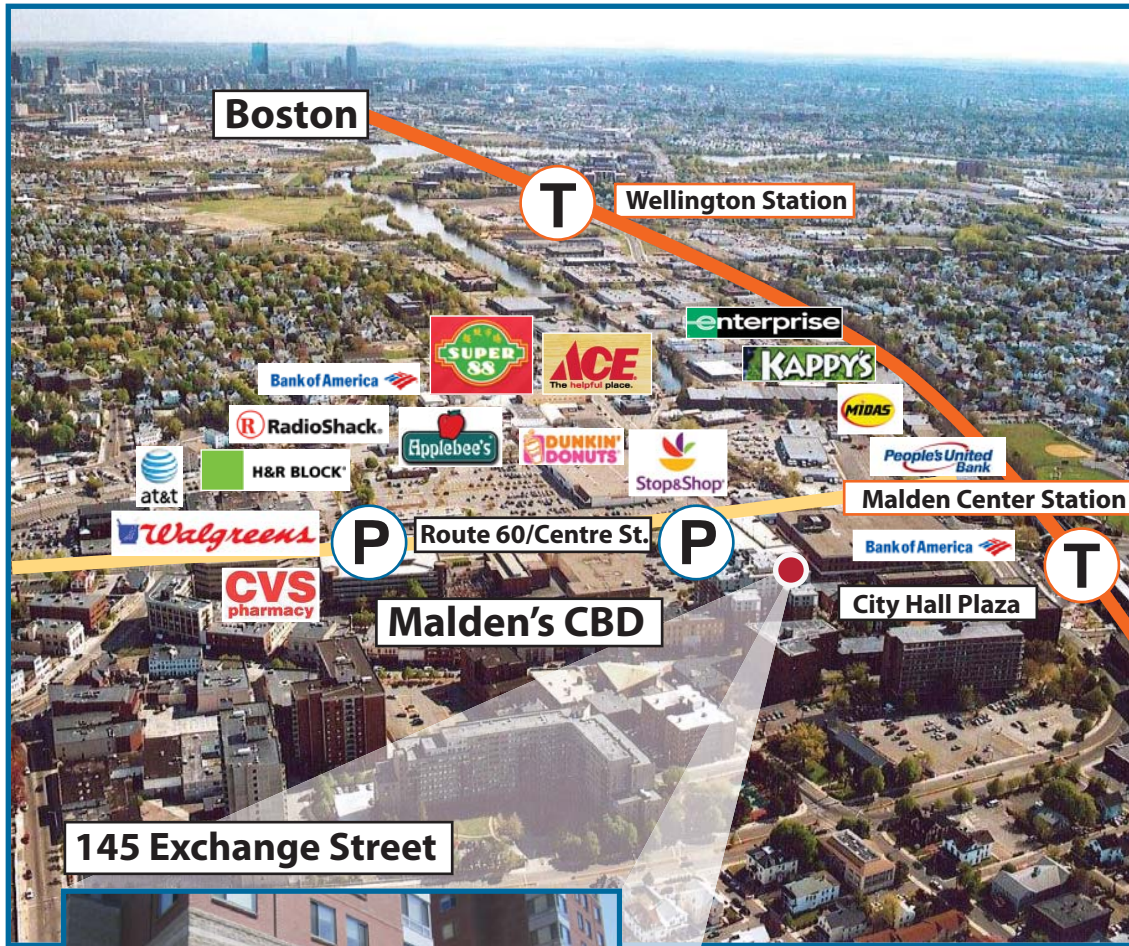 Boston
T
Wellington Station
enterprise
SUPER
88
ACE
The helpful place.
KAPPY'S
Bank of America
MIDAS
RadioShack®
Applebee's®
DUNKIN'
DONUTS
Stop&Shop®
People's United
Bank
at&t
H&R BLOCK®
Malden Center Station
Walgreens
P
Route 60/Centre St.
P
Bank of America
T
CVS
pharmacy
Malden's CBD
City Hall Plaza
145 Exchange Street